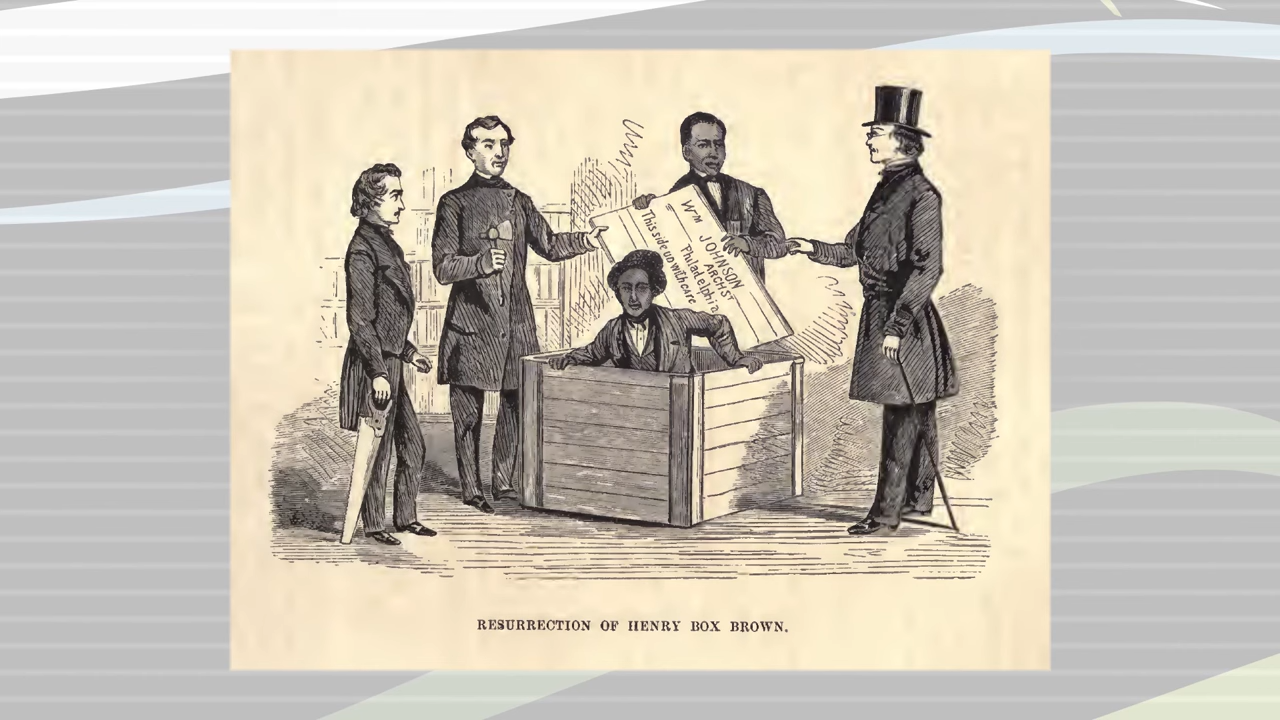 Wm JOHNSON
ARCH ST
Philadelphia
This side up with care
RESURRECTION OF HENRY BOX BROWN.